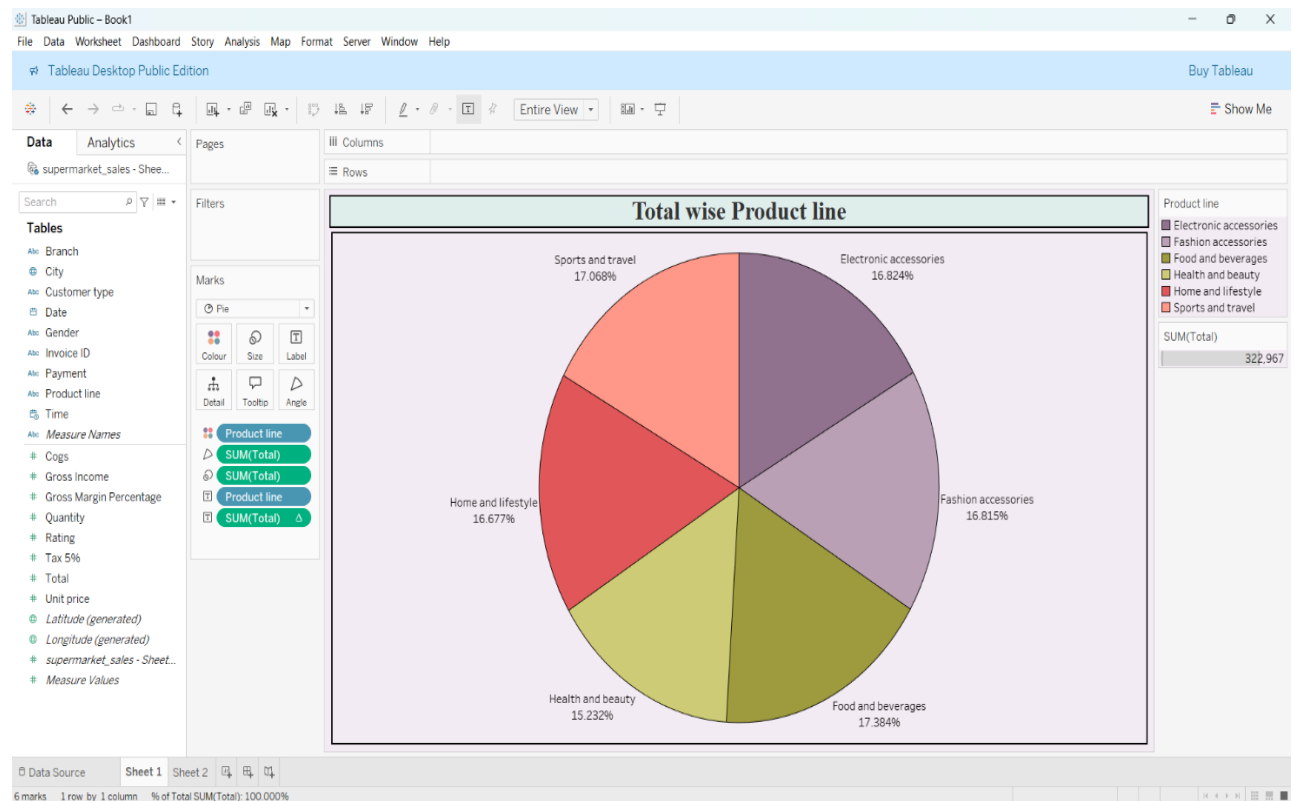 Tableau Public – Book1
File Data Worksheet Dashboard Story Analysis Map Format Server Window Help
Tableau Desktop Public Edition
Buy Tableau
Entire View
Show Me
Data
Analytics
supermarket_sales - Shee...
Search
Tables
Abc Branch
City
Abc Customer type
Date
Abc Gender
Abc Invoice ID
Abc Payment
Abc Product line
Time
Abc Measure Names
# Cogs
# Gross Income
# Gross Margin Percentage
# Quantity
# Rating
# Tax 5%
# Total
# Unit price
Latitude (generated)
Longitude (generated)
# supermarket_sales - Sheet...
# Measure Values
Pages
Filters
Marks
Pie
Colour
Size
Label
Detail
Tooltip
Angle
Product line
SUM(Total)
SUM(Total)
Product line
SUM(Total) Δ
Columns
Rows
Total wise Product line
Sports and travel
17.068%
Electronic accessories
16.824%
Home and lifestyle
16.677%
Fashion accessories
16.815%
Health and beauty
15.232%
Food and beverages
17.384%
Product line
Electronic accessories
Fashion accessories
Food and beverages
Health and beauty
Home and lifestyle
Sports and travel
SUM(Total)
322,967
Data Source
Sheet 1
Sheet 2
6 marks 1 row by 1 column % of Total SUM(Total): 100.000%